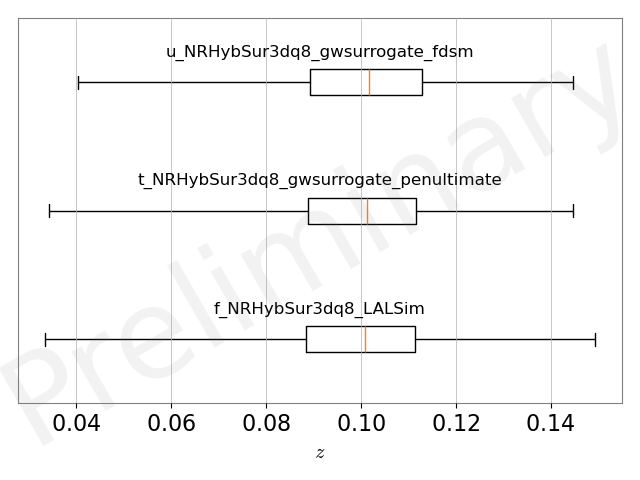 u_NRHybSur3dq8_gwsurrogate_fdsm
t_NRHybSur3dq8_gwsurrogate_penultimate
f_NRHybSur3dq8_LALSim
Preliminary
0.04 0.06 0.08 0.10 0.12 0.14
z